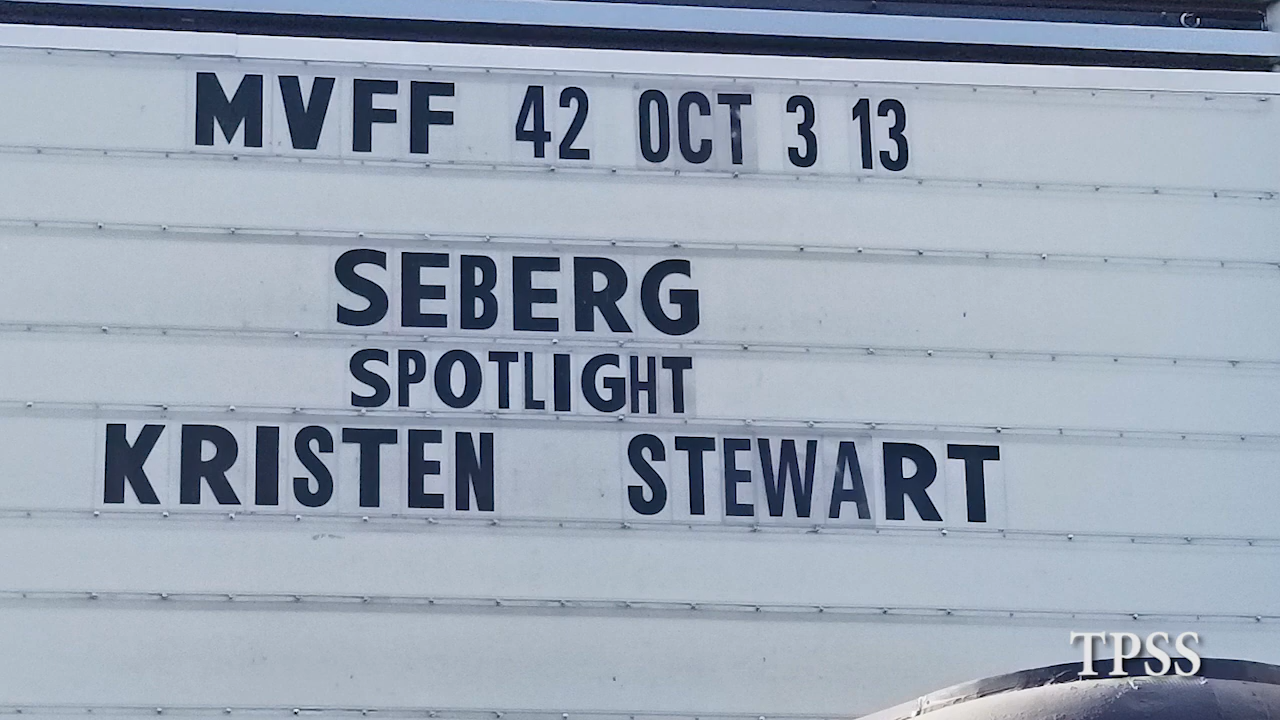 MVFF 42 OCT 3 13
SEBERG
SPOTLIGHT
KRISTEN STEWART
TPSS